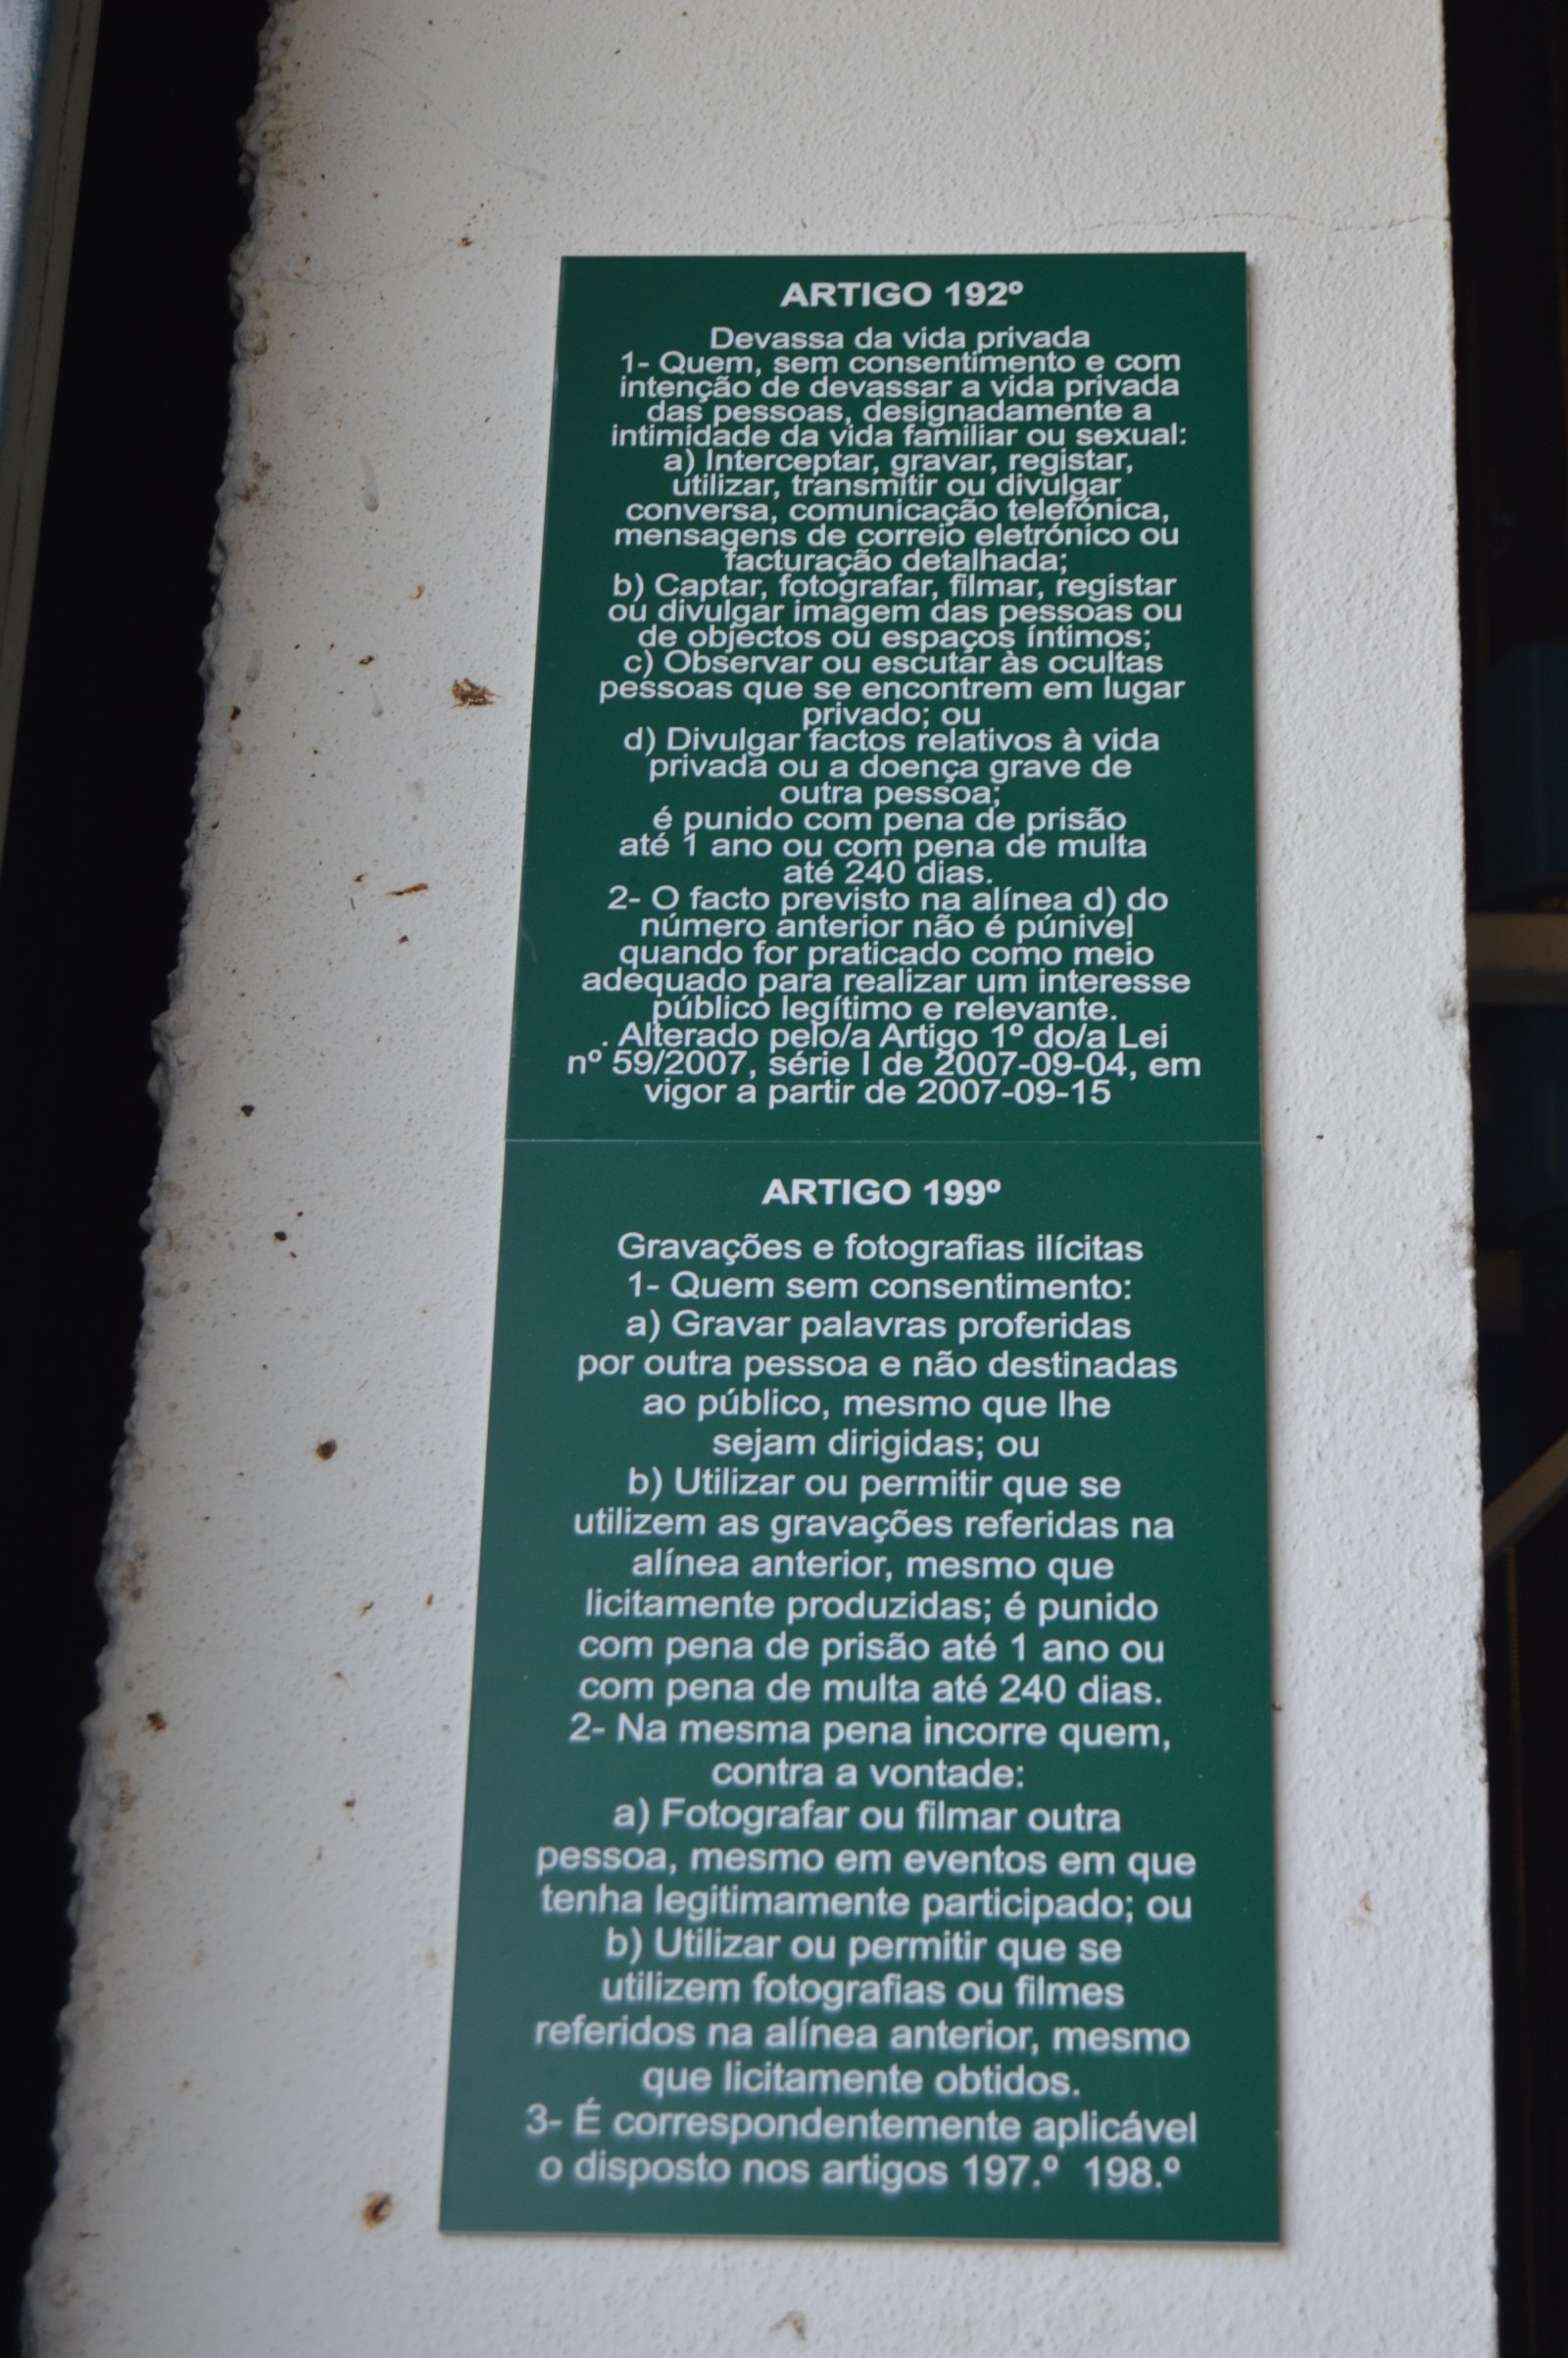 ARTIGO 192º
Devassa da vida privada
1- Quem, sem consentimento e com
intenção de devassar a vida privada
das pessoas, designadamente a
intimidade da vida familiar ou sexual:
a) Interceptar, gravar, registar,
utilizar, transmitir ou divulgar
conversa, comunicação telefónica,
mensagens de correio eletrónico ou
facturação detalhada;
b) Captar, fotografar, filmar, registar
ou divulgar imagem das pessoas ou
de objectos ou espaços íntimos;
c) Observar ou escutar às ocultas
pessoas que se encontrem em lugar
privado; ou
d) Divulgar factos relativos à vida
privada ou a doença grave de
outra pessoa;
é punido com pena de prisão
até 1 ano ou com pena de multa
até 240 dias.
2- O facto previsto na alínea d) do
número anterior não é púnivel
quando for praticado como meio
adequado para realizar um interesse
público legítimo e relevante.
. Alterado pelo/a Artigo 1º do/a Lei
nº 59/2007, série I de 2007-09-04, em
vigor a partir de 2007-09-15
ARTIGO 199º
Gravações e fotografias ilícitas
1- Quem sem consentimento:
a) Gravar palavras proferidas
por outra pessoa e não destinadas
ao público, mesmo que lhe
sejam dirigidas; ou
b) Utilizar ou permitir que se
utilizem as gravações referidas na
alínea anterior, mesmo que
licitamente produzidas; é punido
com pena de prisão até 1 ano ou
com pena de multa até 240 dias.
2- Na mesma pena incorre quem,
contra a vontade:
a) Fotografar ou filmar outra
pessoa, mesmo em eventos em que
tenha legitimamente participado; ou
b) Utilizar ou permitir que se
utilizem fotografias ou filmes
referidos na alínea anterior, mesmo
que licitamente obtidos.
3- É correspondentemente aplicável
o disposto nos artigos 197.º 198.º